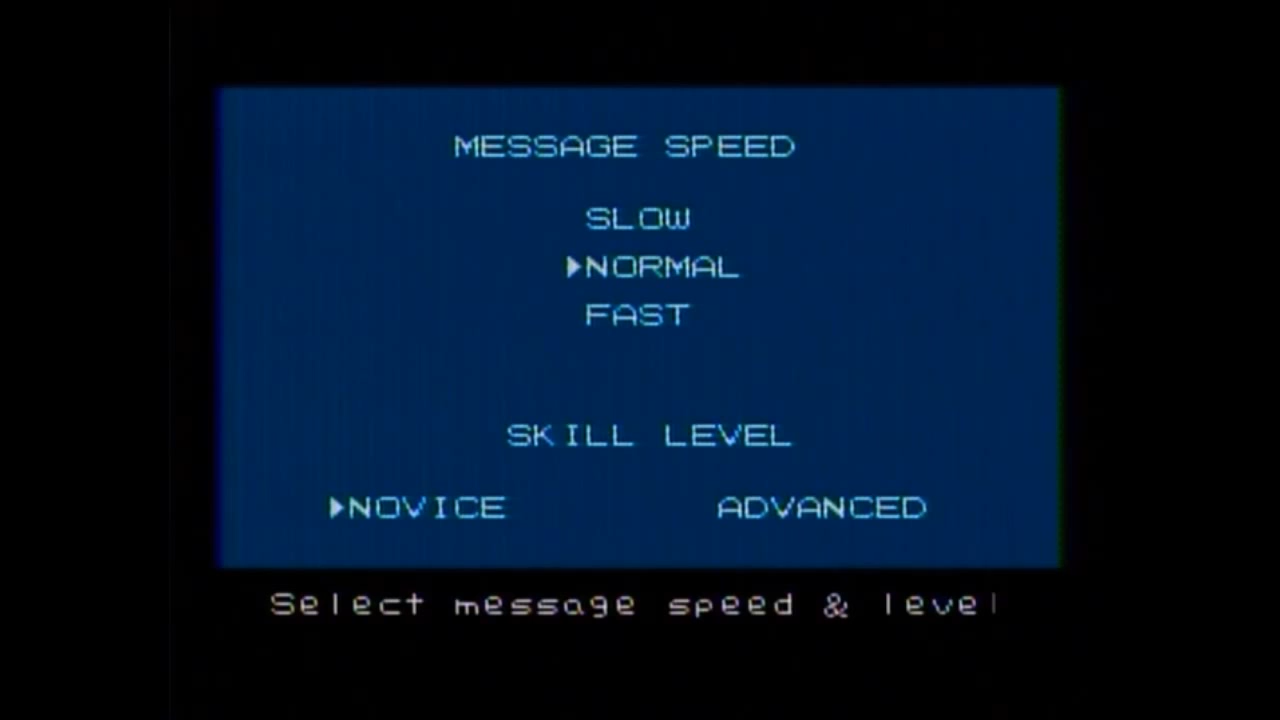 MESSAGE SPEED
SLOW
▶NORMAL
FAST
SKILL LEVEL
▶NOVICE ADVANCED
Select message speed & level